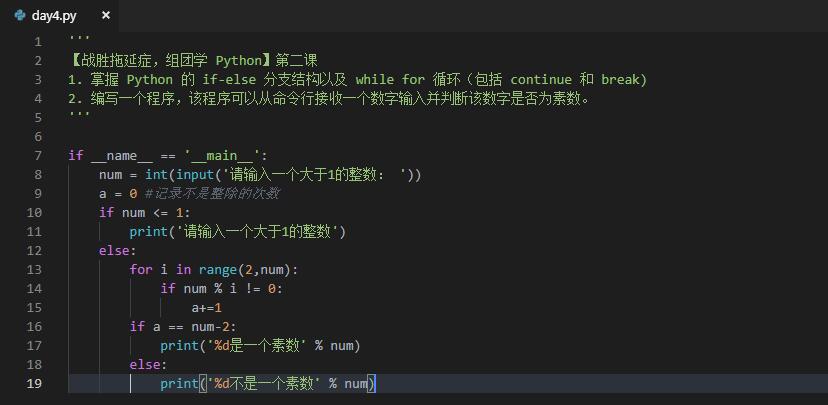 day4.py ×
1 '''
2 【战胜拖延症，组团学 Python】第二课
3 1. 掌握 Python 的 if-else 分支结构以及 while for 循环（包括 continue 和 break)
4 2. 编写一个程序，该程序可以从命令行接收一个数字输入并判断该数字是否为素数。
5 '''
6
7 if __name__ == '__main__':
8     num = int(input('请输入一个大于1的整数： '))
9     a = 0 #记录不是整除的次数
10     if num <= 1:
11         print('请输入一个大于1的整数')
12     else:
13         for i in range(2,num):
14             if num % i != 0:
15                 a+=1
16         if a == num-2:
17             print('%d是一个素数' % num)
18         else:
19             print('%d不是一个素数' % num)